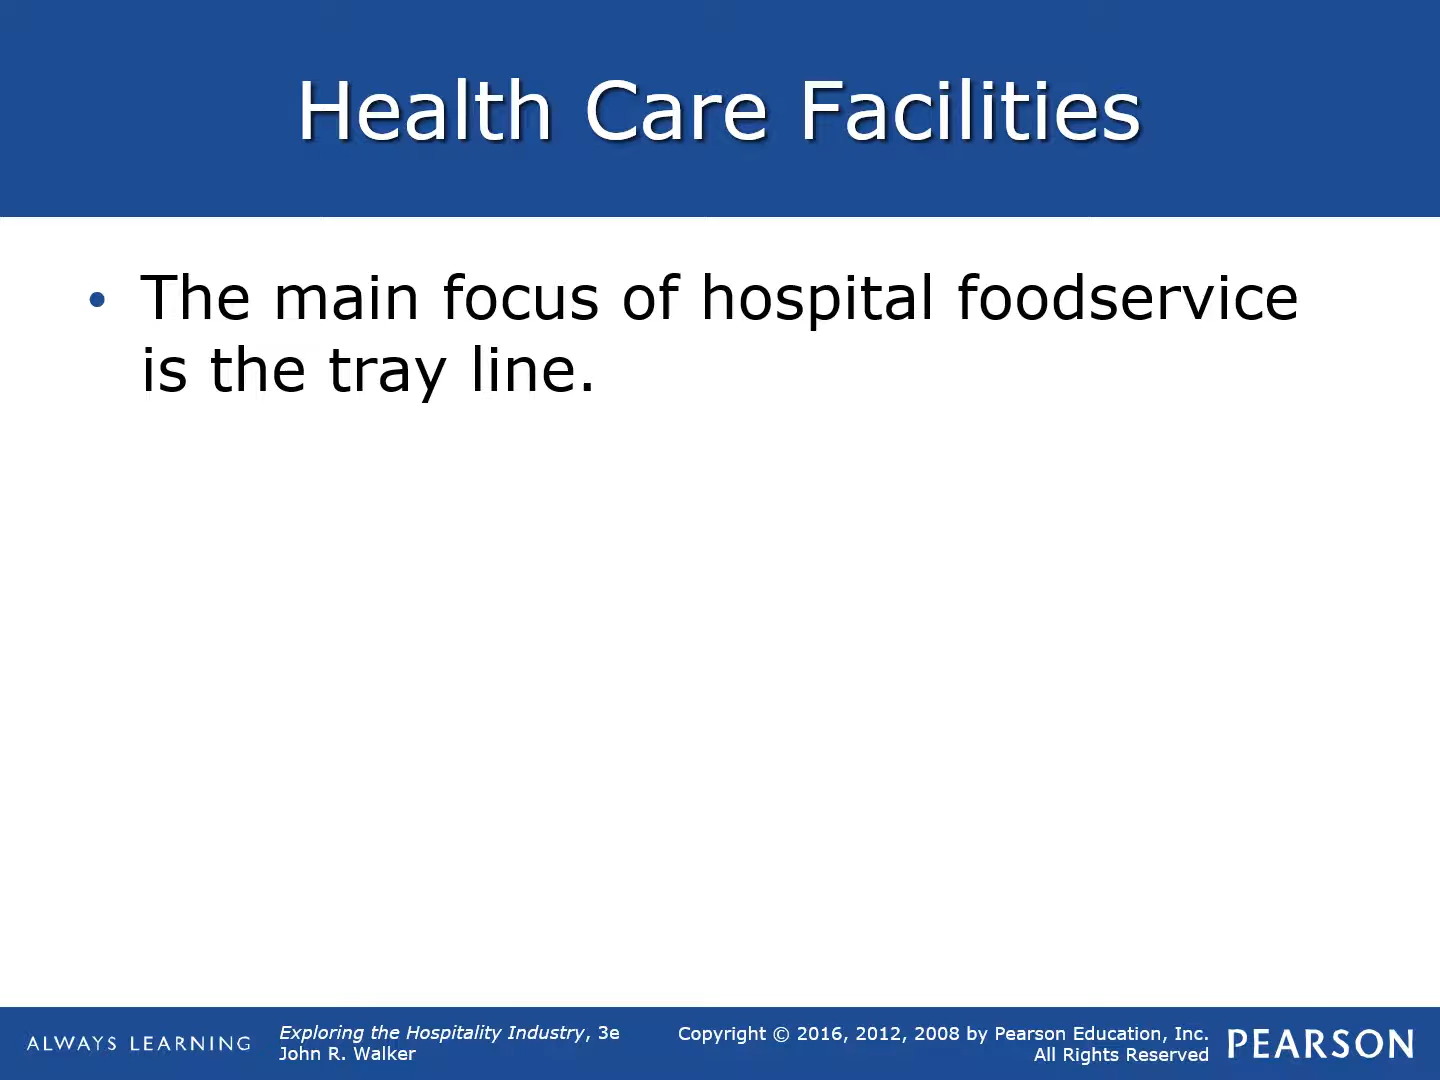 Health Care Facilities
• The main focus of hospital foodservice
is the tray line.
ALWAYS LEARNING
Exploring the Hospitality Industry, 3e
John R. Walker
Copyright © 2016, 2012, 2008 by Pearson Education, Inc.
All Rights Reserved
PEARSON